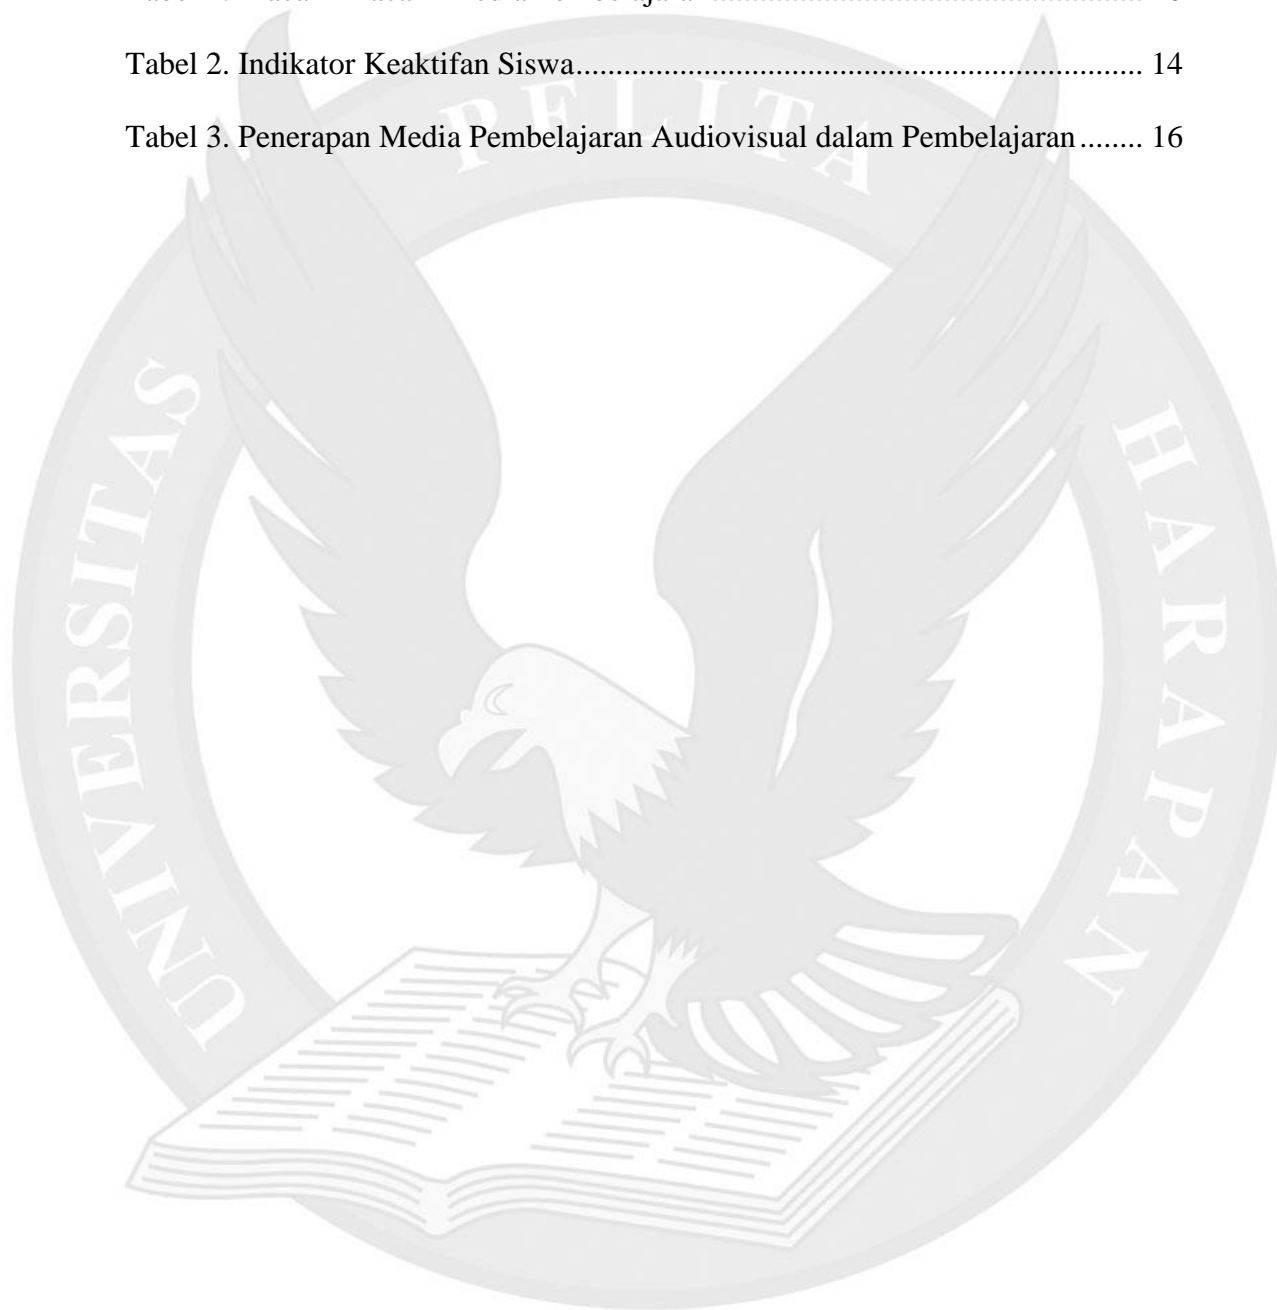 Tabel 2. Indikator Keaktifan Siswa....................................................................... 14
Tabel 3. Penerapan Media Pembelajaran Audiovisual dalam Pembelajaran ........ 16
UNIVERSITAS PELITA HARAPAN